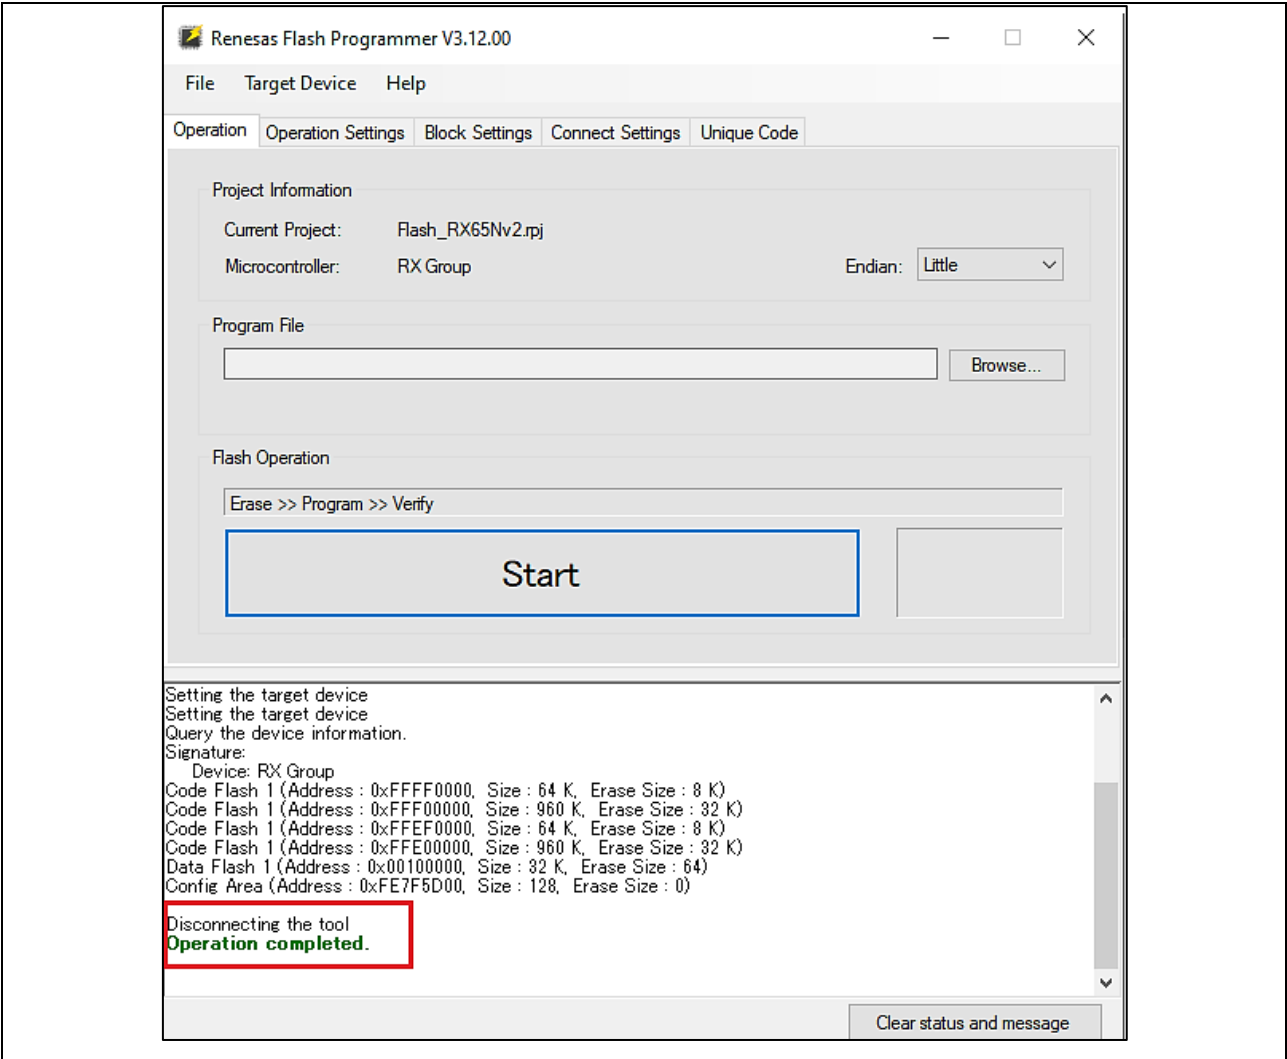 Renesas Flash Programmer V3.12.00
File Target Device Help
Operation Operation Settings Block Settings Connect Settings Unique Code
Project Information
Current Project: Flash_RX65Nv2.rpj
Microcontroller: RX Group Endian: Little
Program File
Browse...
Flash Operation
Erase >> Program >> Verify
Start
Setting the target device
Setting the target device
Query the device information.
Signature:
Device: RX Group
Code Flash 1 (Address : 0xFFFF0000, Size : 64 K, Erase Size : 8 K)
Code Flash 1 (Address : 0xFFF00000, Size : 960 K, Erase Size : 32 K)
Code Flash 1 (Address : 0xFFEF0000, Size : 64 K, Erase Size : 8 K)
Code Flash 1 (Address : 0xFFE00000, Size : 960 K, Erase Size : 32 K)
Data Flash 1 (Address : 0x00100000, Size : 32 K, Erase Size : 64)
Config Area (Address : 0xFE7F5D00, Size : 128, Erase Size : 0)
Disconnecting the tool
Operation completed.
Clear status and message